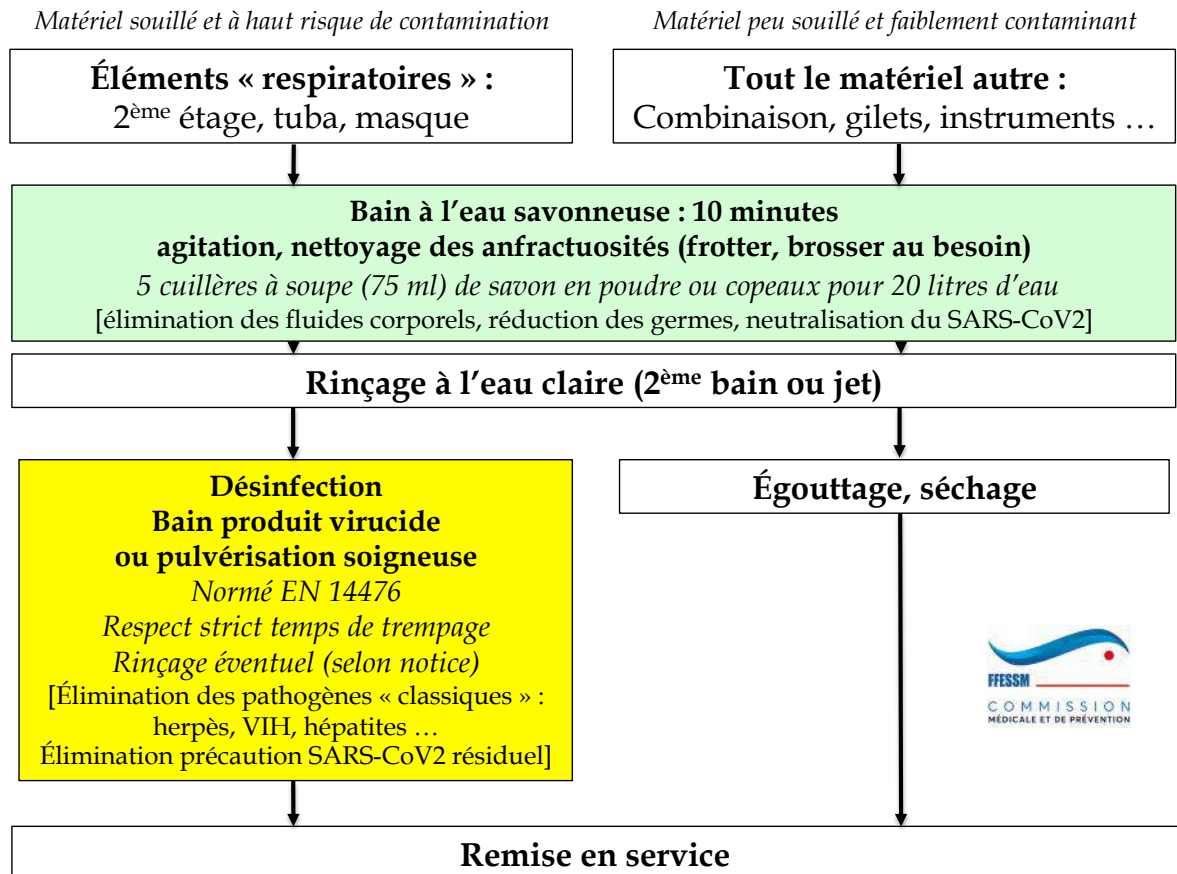 Matériel souillé et à haut risque de contamination
Matériel peu souillé et faiblement contaminant
Éléments « respiratoires » :
2ème étage, tuba, masque
Tout le matériel autre :
Combinaison, gilets, instruments …
Bain à l’eau savonneuse : 10 minutes
agitation, nettoyage des anfractuosités (frotter, brosser au besoin)
5 cuillères à soupe (75 ml) de savon en poudre ou copeaux pour 20 litres d’eau
[élimination des fluides corporels, réduction des germes, neutralisation du SARS-CoV2]
Rinçage à l’eau claire (2ème bain ou jet)
Désinfection
Bain produit virucide
ou pulvérisation soigneuse
Normé EN 14476
Respect strict temps de trempage
Rinçage éventuel (selon notice)
[Élimination des pathogènes « classiques » :
herpès, VIH, hépatites …
Élimination précaution SARS-CoV2 résiduel]
Égouttage, séchage
FFESSM
COMMISSION
MÉDICALE ET DE PRÉVENTION
Remise en service